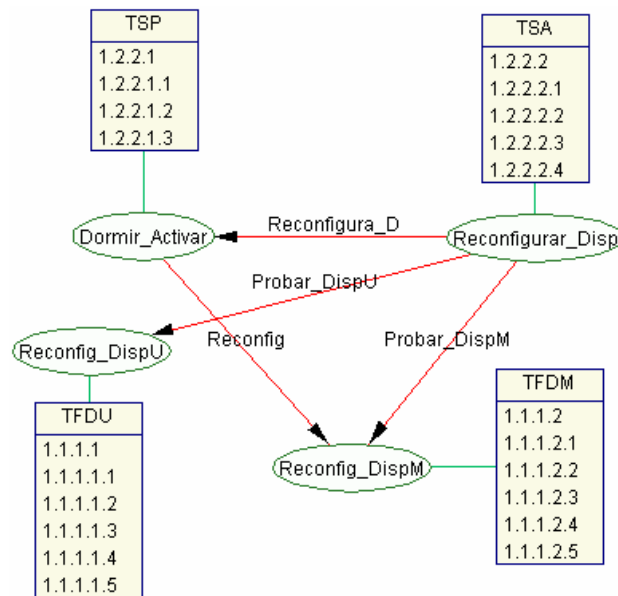 TSP
1.2.2.1
1.2.2.1.1
1.2.2.1.2
1.2.2.1.3
TSA
1.2.2.2
1.2.2.2.1
1.2.2.2.2
1.2.2.2.3
1.2.2.2.4
Dormir_Activar
Reconfigura_D
Reconfigurar_Disp
Probar_DispU
Reconfig
Probar_DispM
Reconfig_DispU
TFDU
1.1.1.1
1.1.1.1.1
1.1.1.1.2
1.1.1.1.3
1.1.1.1.4
1.1.1.1.5
Reconfig_DispM
TFDM
1.1.1.2
1.1.1.2.1
1.1.1.2.2
1.1.1.2.3
1.1.1.2.4
1.1.1.2.5